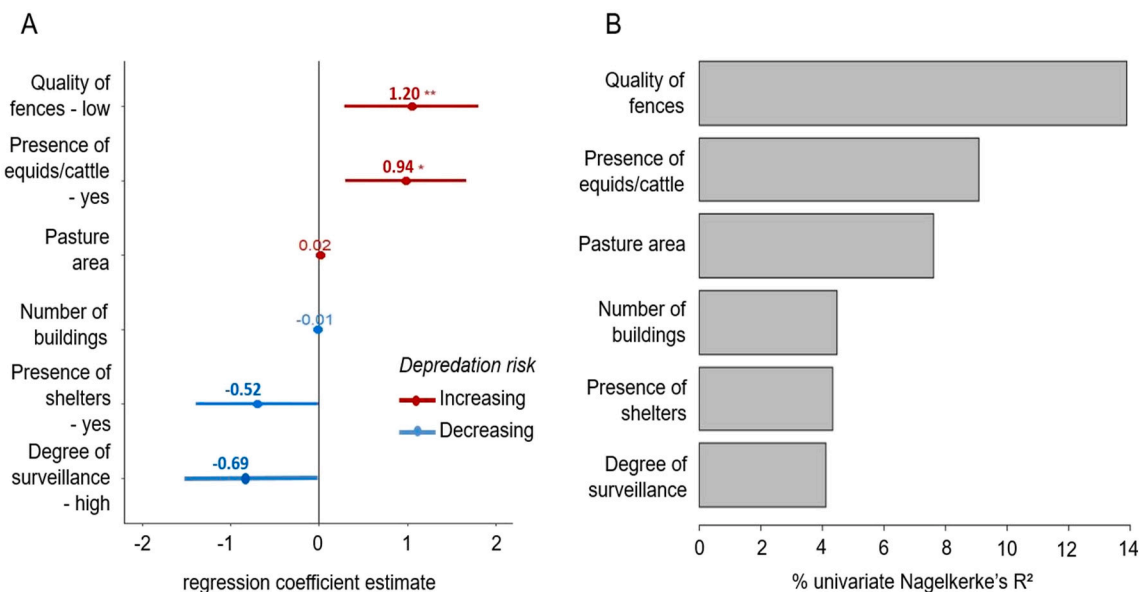 A
Quality of
fences - low
1.20 **
Presence of
equids/cattle
- yes
0.94 *
Pasture
area
0.02
Number of
buildings
-0.01
Presence of
shelters
- yes
-0.52
Degree of
surveillance
- high
-0.69
Depredation risk
Increasing
Decreasing
-2 -1 0 1 2
regression coefficient estimate
B
Quality of
fences
Presence of
equids/cattle
Pasture area
Number of
buildings
Presence of
shelters
Degree of
surveillance
0 2 4 6 8 10 12 14
% univariate Nagelkerke's R²